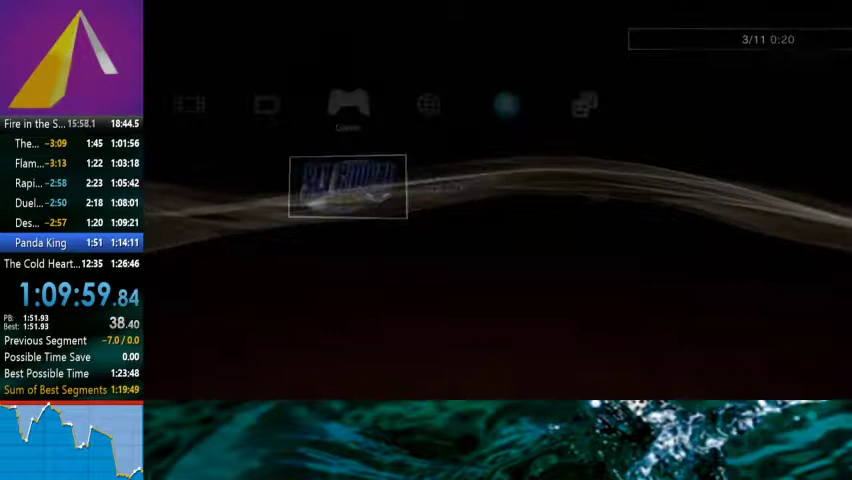 3/11 0:20
Game
Fire in the S... 15:58.1 18:44.5
The... -3:09 1:45 1:01:56
Flam... -3:13 1:22 1:03:18
Rapi... -2:58 2:23 1:05:42
Duel... -2:50 2:18 1:08:01
Des... -2:57 1:20 1:09:21
Panda King 1:51 1:14:11
The Cold Heart... 12:35 1:26:46
1:09:59.84
PB: 1:51.93
Best: 1:51.93
38.40
Previous Segment -7.0 / 0.0
Possible Time Save 0.00
Best Possible Time 1:23:48
Sum of Best Segments 1:19:49